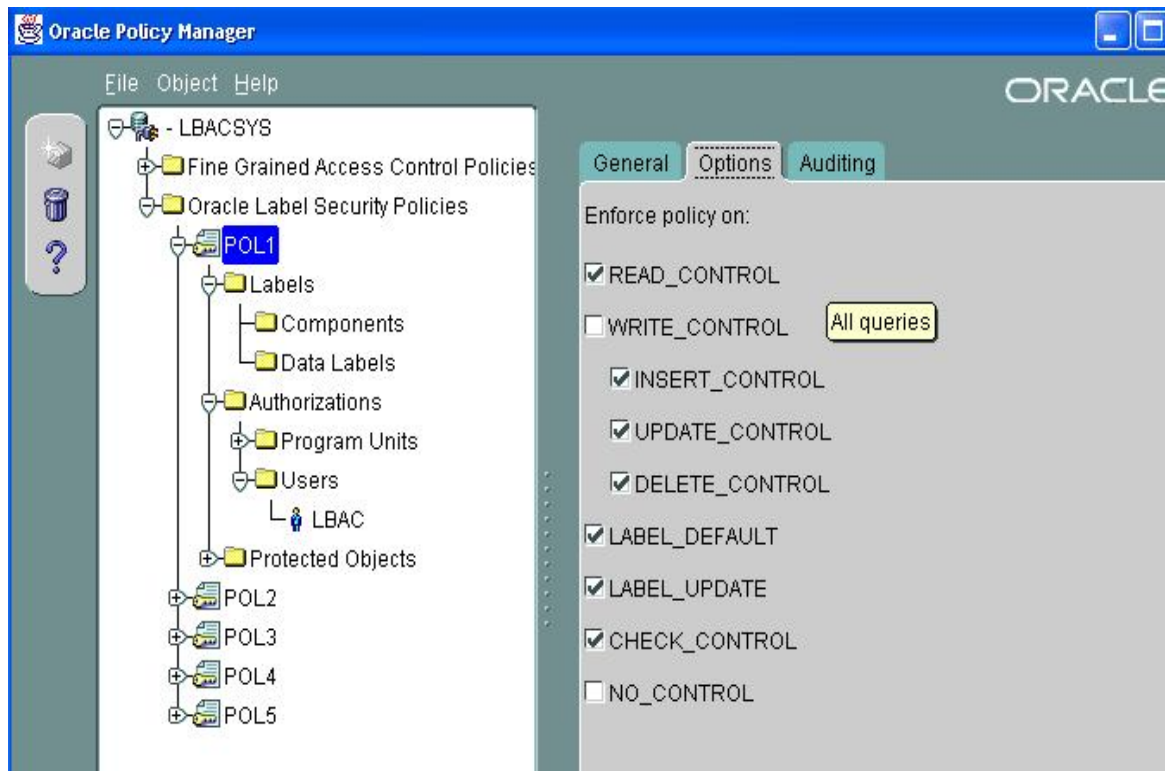 Oracle Policy Manager
File Object Help
ORACLE
- LBACSYS
Fine Grained Access Control Policies
Oracle Label Security Policies
POL1
Labels
Components
Data Labels
Authorizations
Program Units
Users
LBAC
Protected Objects
POL2
POL3
POL4
POL5
General Options Auditing
Enforce policy on:
READ_CONTROL
WRITE_CONTROL
All queries
INSERT_CONTROL
UPDATE_CONTROL
DELETE_CONTROL
LABEL_DEFAULT
LABEL_UPDATE
CHECK_CONTROL
NO_CONTROL